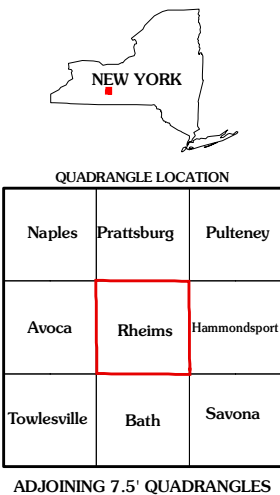 NEW YORK
QUADRANGLE LOCATION
Naples Prattsburg Pulteney
Avoca Rheims Hammondsport
Towlesville Bath Savona
ADJOINING 7.5' QUADRANGLES